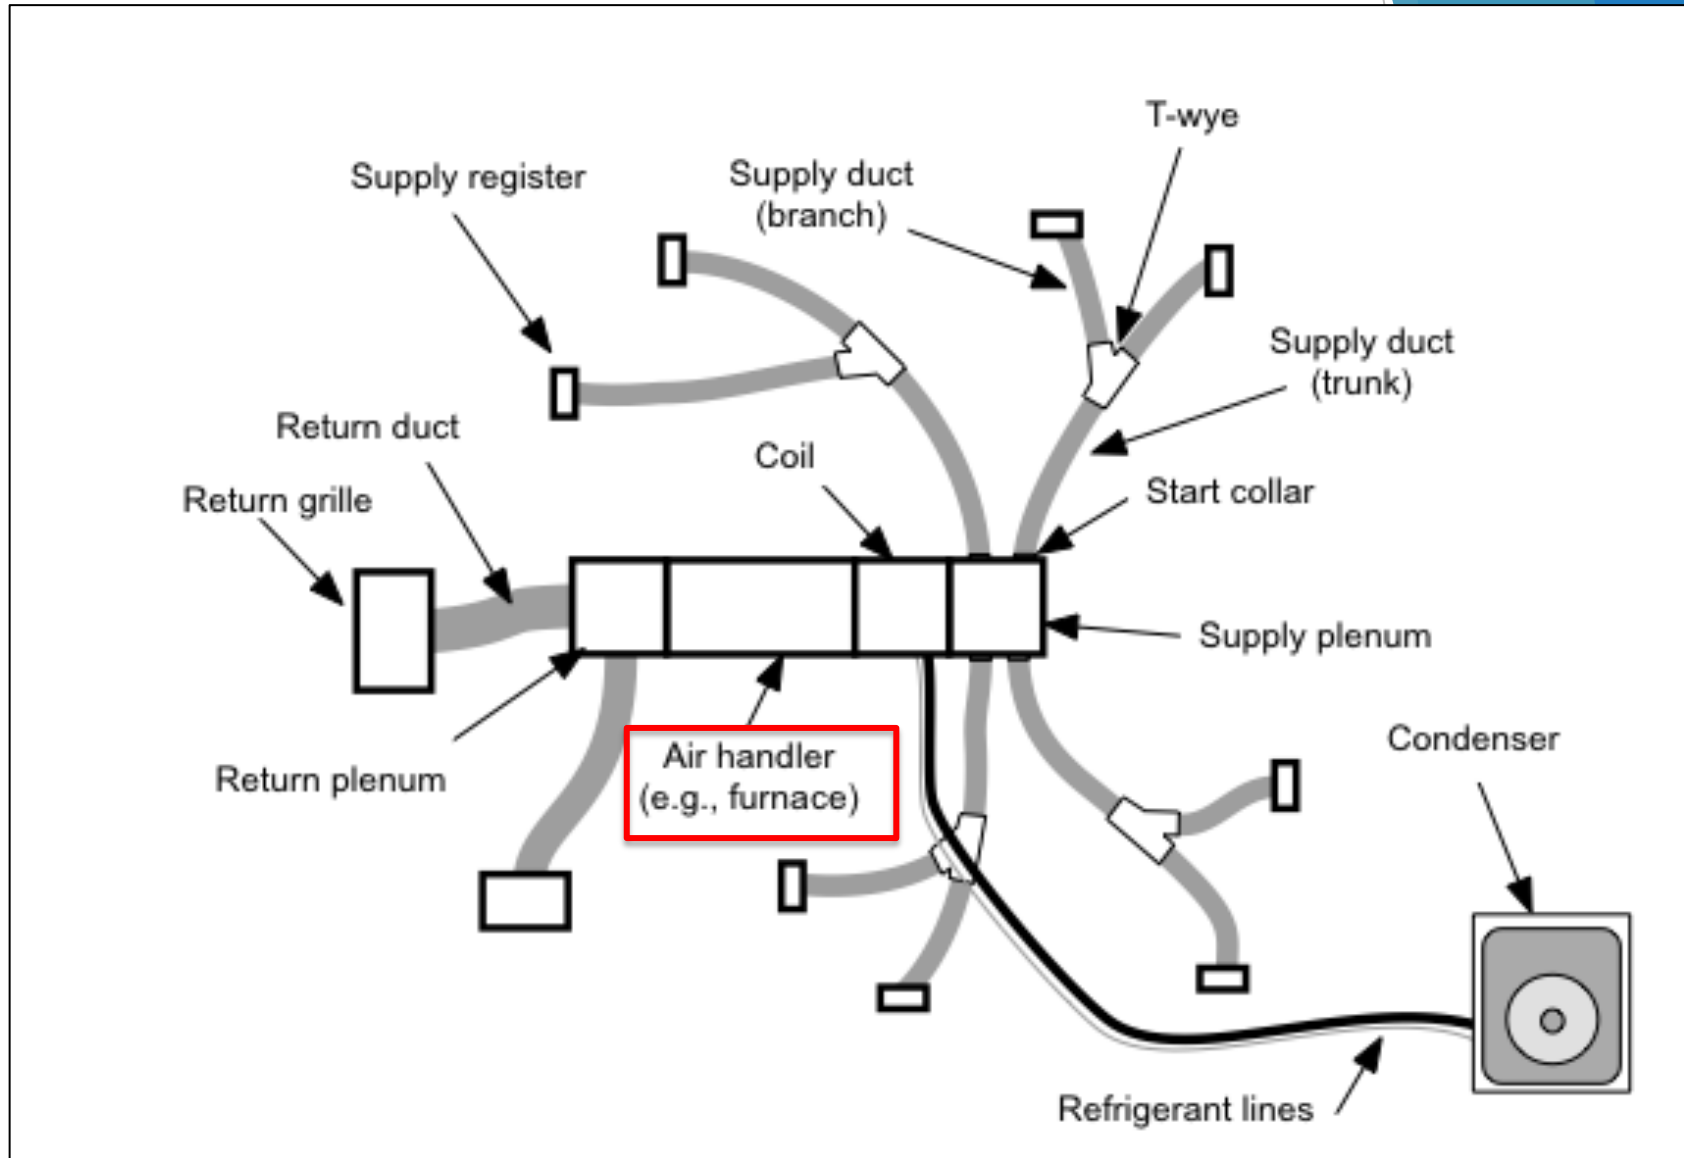 T-wye
Supply register
Supply duct
(branch)
Supply duct
(trunk)
Return duct
Coil
Return grille
Start collar
Supply plenum
Air handler
(e.g., furnace)
Return plenum
Condenser
Refrigerant lines